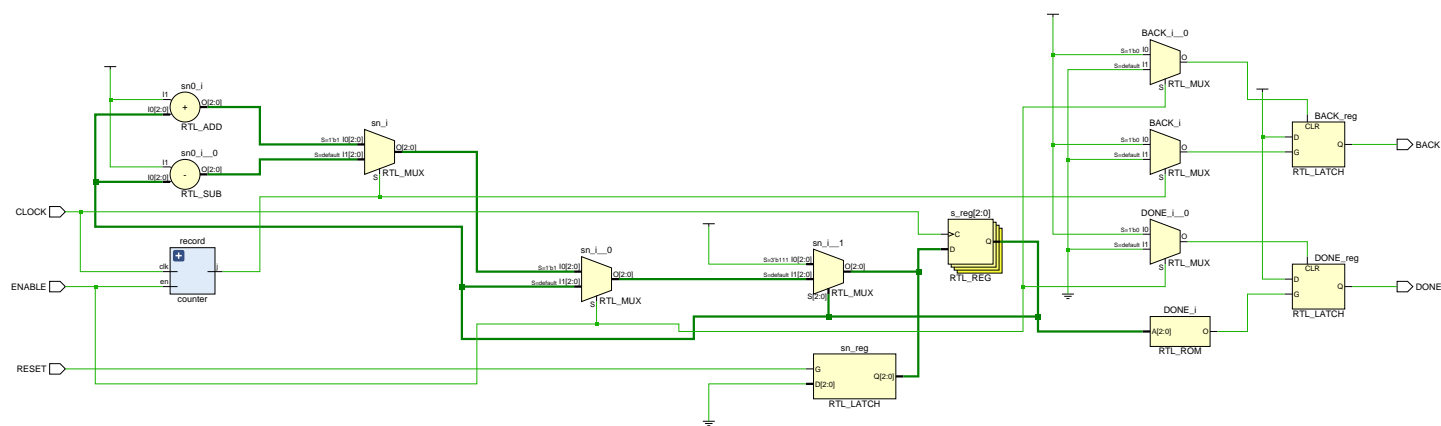 BACK_i__0
S=1'b0 I0
S=default I1
O
S
RTL_MUX
sn0_i
I1
I0[2:0]
+
O[2:0]
RTL_ADD
sn_i
S=1'b1 I0[2:0]
S=default I1[2:0]
O[2:0]
S
RTL_MUX
BACK_i
S=1'b0 I0
S=default I1
O
S
RTL_MUX
BACK_reg
CLR
D
G
Q
RTL_LATCH
BACK
sn0_i__0
I1
I0[2:0]
-
O[2:0]
RTL_SUB
CLOCK
record
clk
en
i
counter
ENABLE
sn_i__0
S=1'b1 I0[2:0]
S=default I1[2:0]
O[2:0]
S
RTL_MUX
sn_i__1
S=3'b111 I0[2:0]
S=default I1[2:0]
O[2:0]
S[2:0]
RTL_MUX
s_reg[2:0]
C
D
Q
RTL_REG
DONE_i__0
S=1'b0 I0
S=default I1
O
S
RTL_MUX
DONE_reg
CLR
D
G
Q
RTL_LATCH
DONE
DONE_i
A[2:0]
O
RTL_ROM
RESET
sn_reg
G
D[2:0]
Q[2:0]
RTL_LATCH